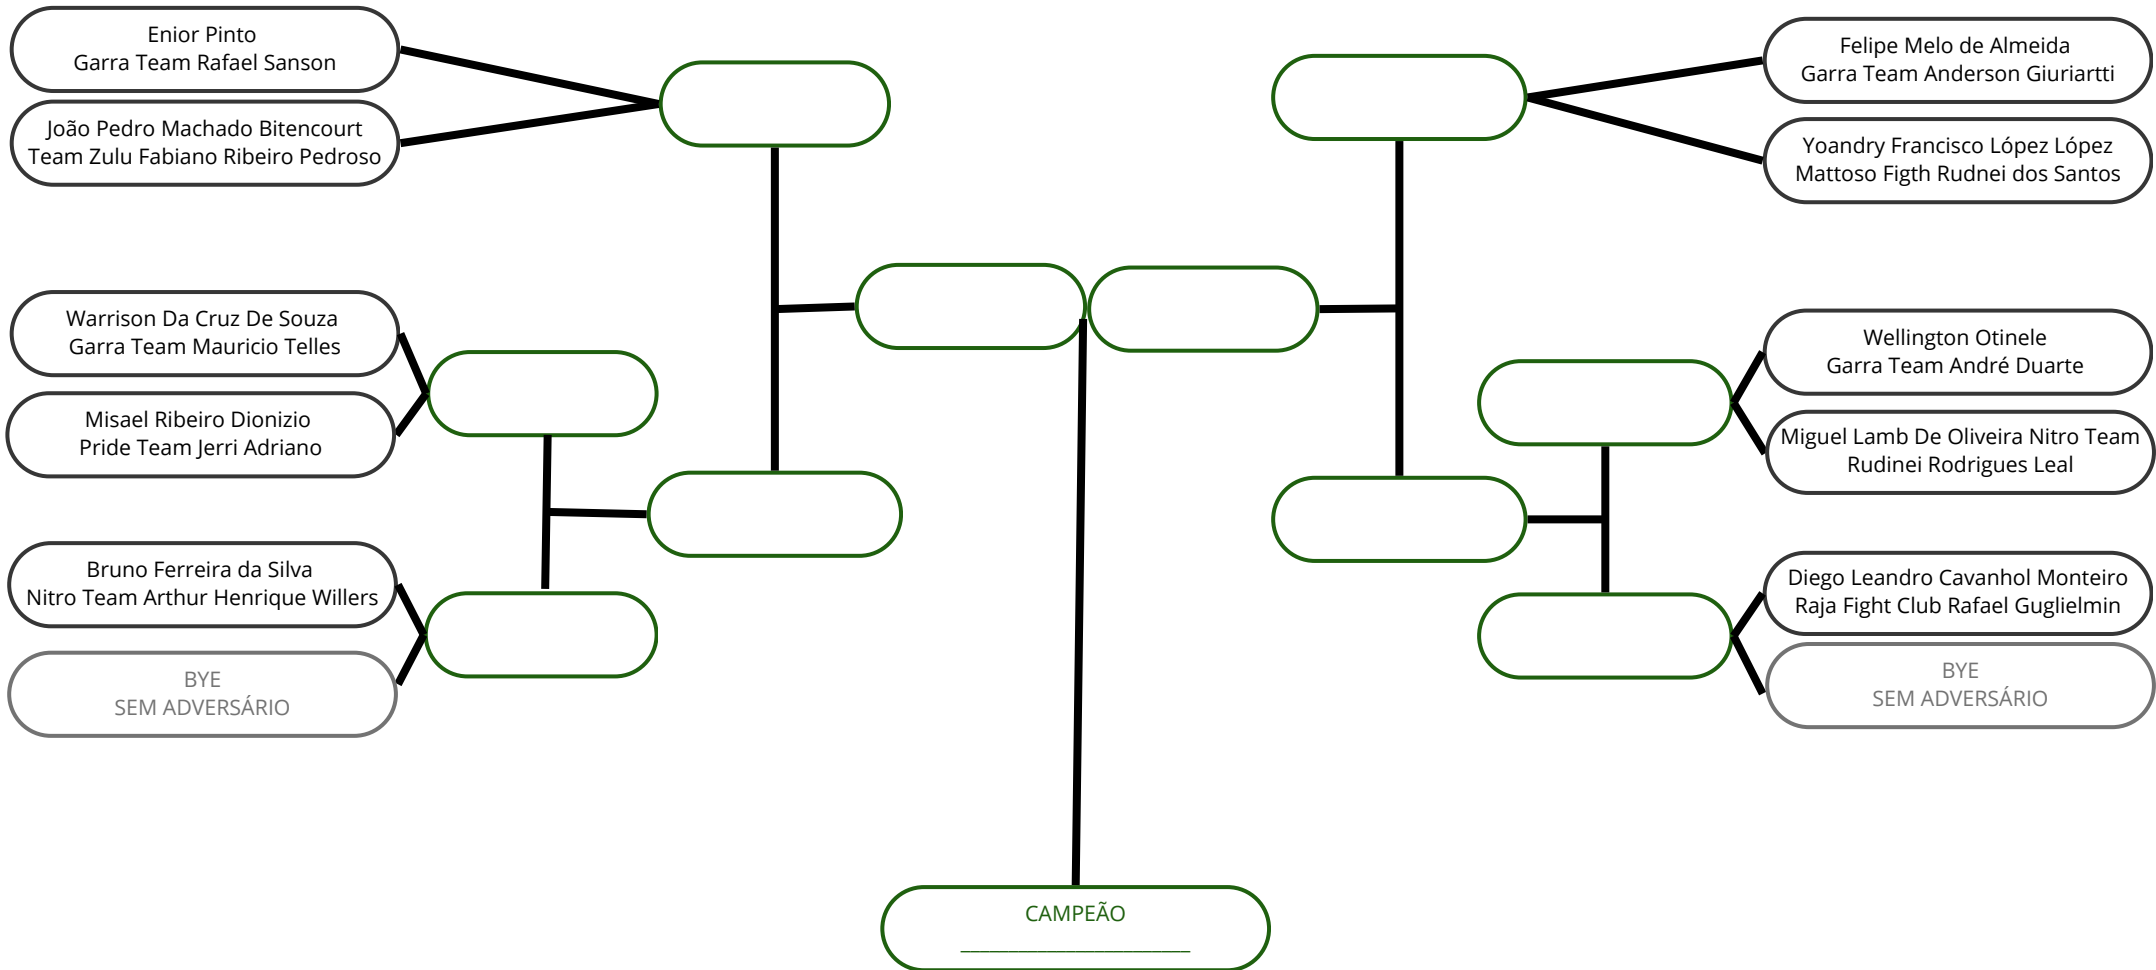 Enior Pinto
Garra Team Rafael Sanson
João Pedro Machado Bitencourt
Team Zulu Fabiano Ribeiro Pedroso
Warrison Da Cruz De Souza
Garra Team Mauricio Telles
Misael Ribeiro Dionizio
Pride Team Jerri Adriano
Bruno Ferreira da Silva
Nitro Team Arthur Henrique Willers
BYE
SEM ADVERSÁRIO
Felipe Melo de Almeida
Garra Team Anderson Giuriartti
Yoandry Francisco López López
Mattoso Figth Rudnei dos Santos
Wellington Otinele
Garra Team André Duarte
Miguel Lamb De Oliveira Nitro Team
Rudinei Rodrigues Leal
Diego Leandro Cavanhol Monteiro
Raja Fight Club Rafael Guglielmin
BYE
SEM ADVERSÁRIO
CAMPEÃO
________________________